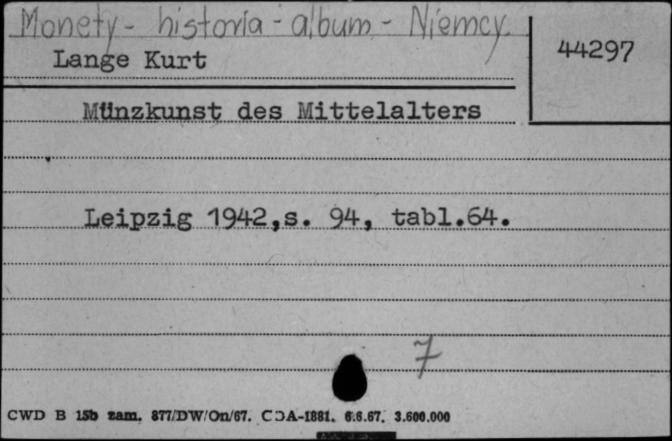 Monety - historia - album - Niemcy.
44297
Lange Kurt
Münzkunst des Mittelalters
Leipzig 1942,s. 94, tabl.64.
7
CWD B 15b zam. 877/DW/On/67. CDA-1881. 6.6.67. 3.600.000